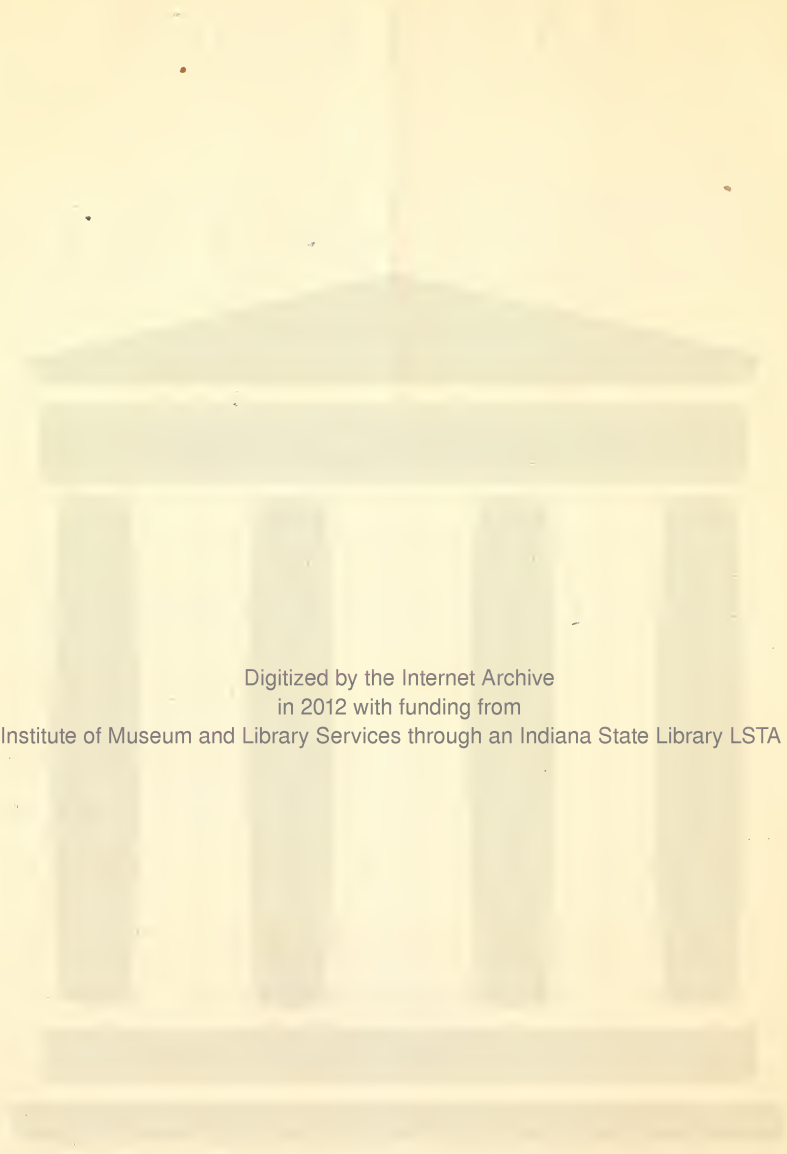 Digitized by the Internet Archive
in 2012 with funding from
Institute of Museum and Library Services through an Indiana State Library LSTA